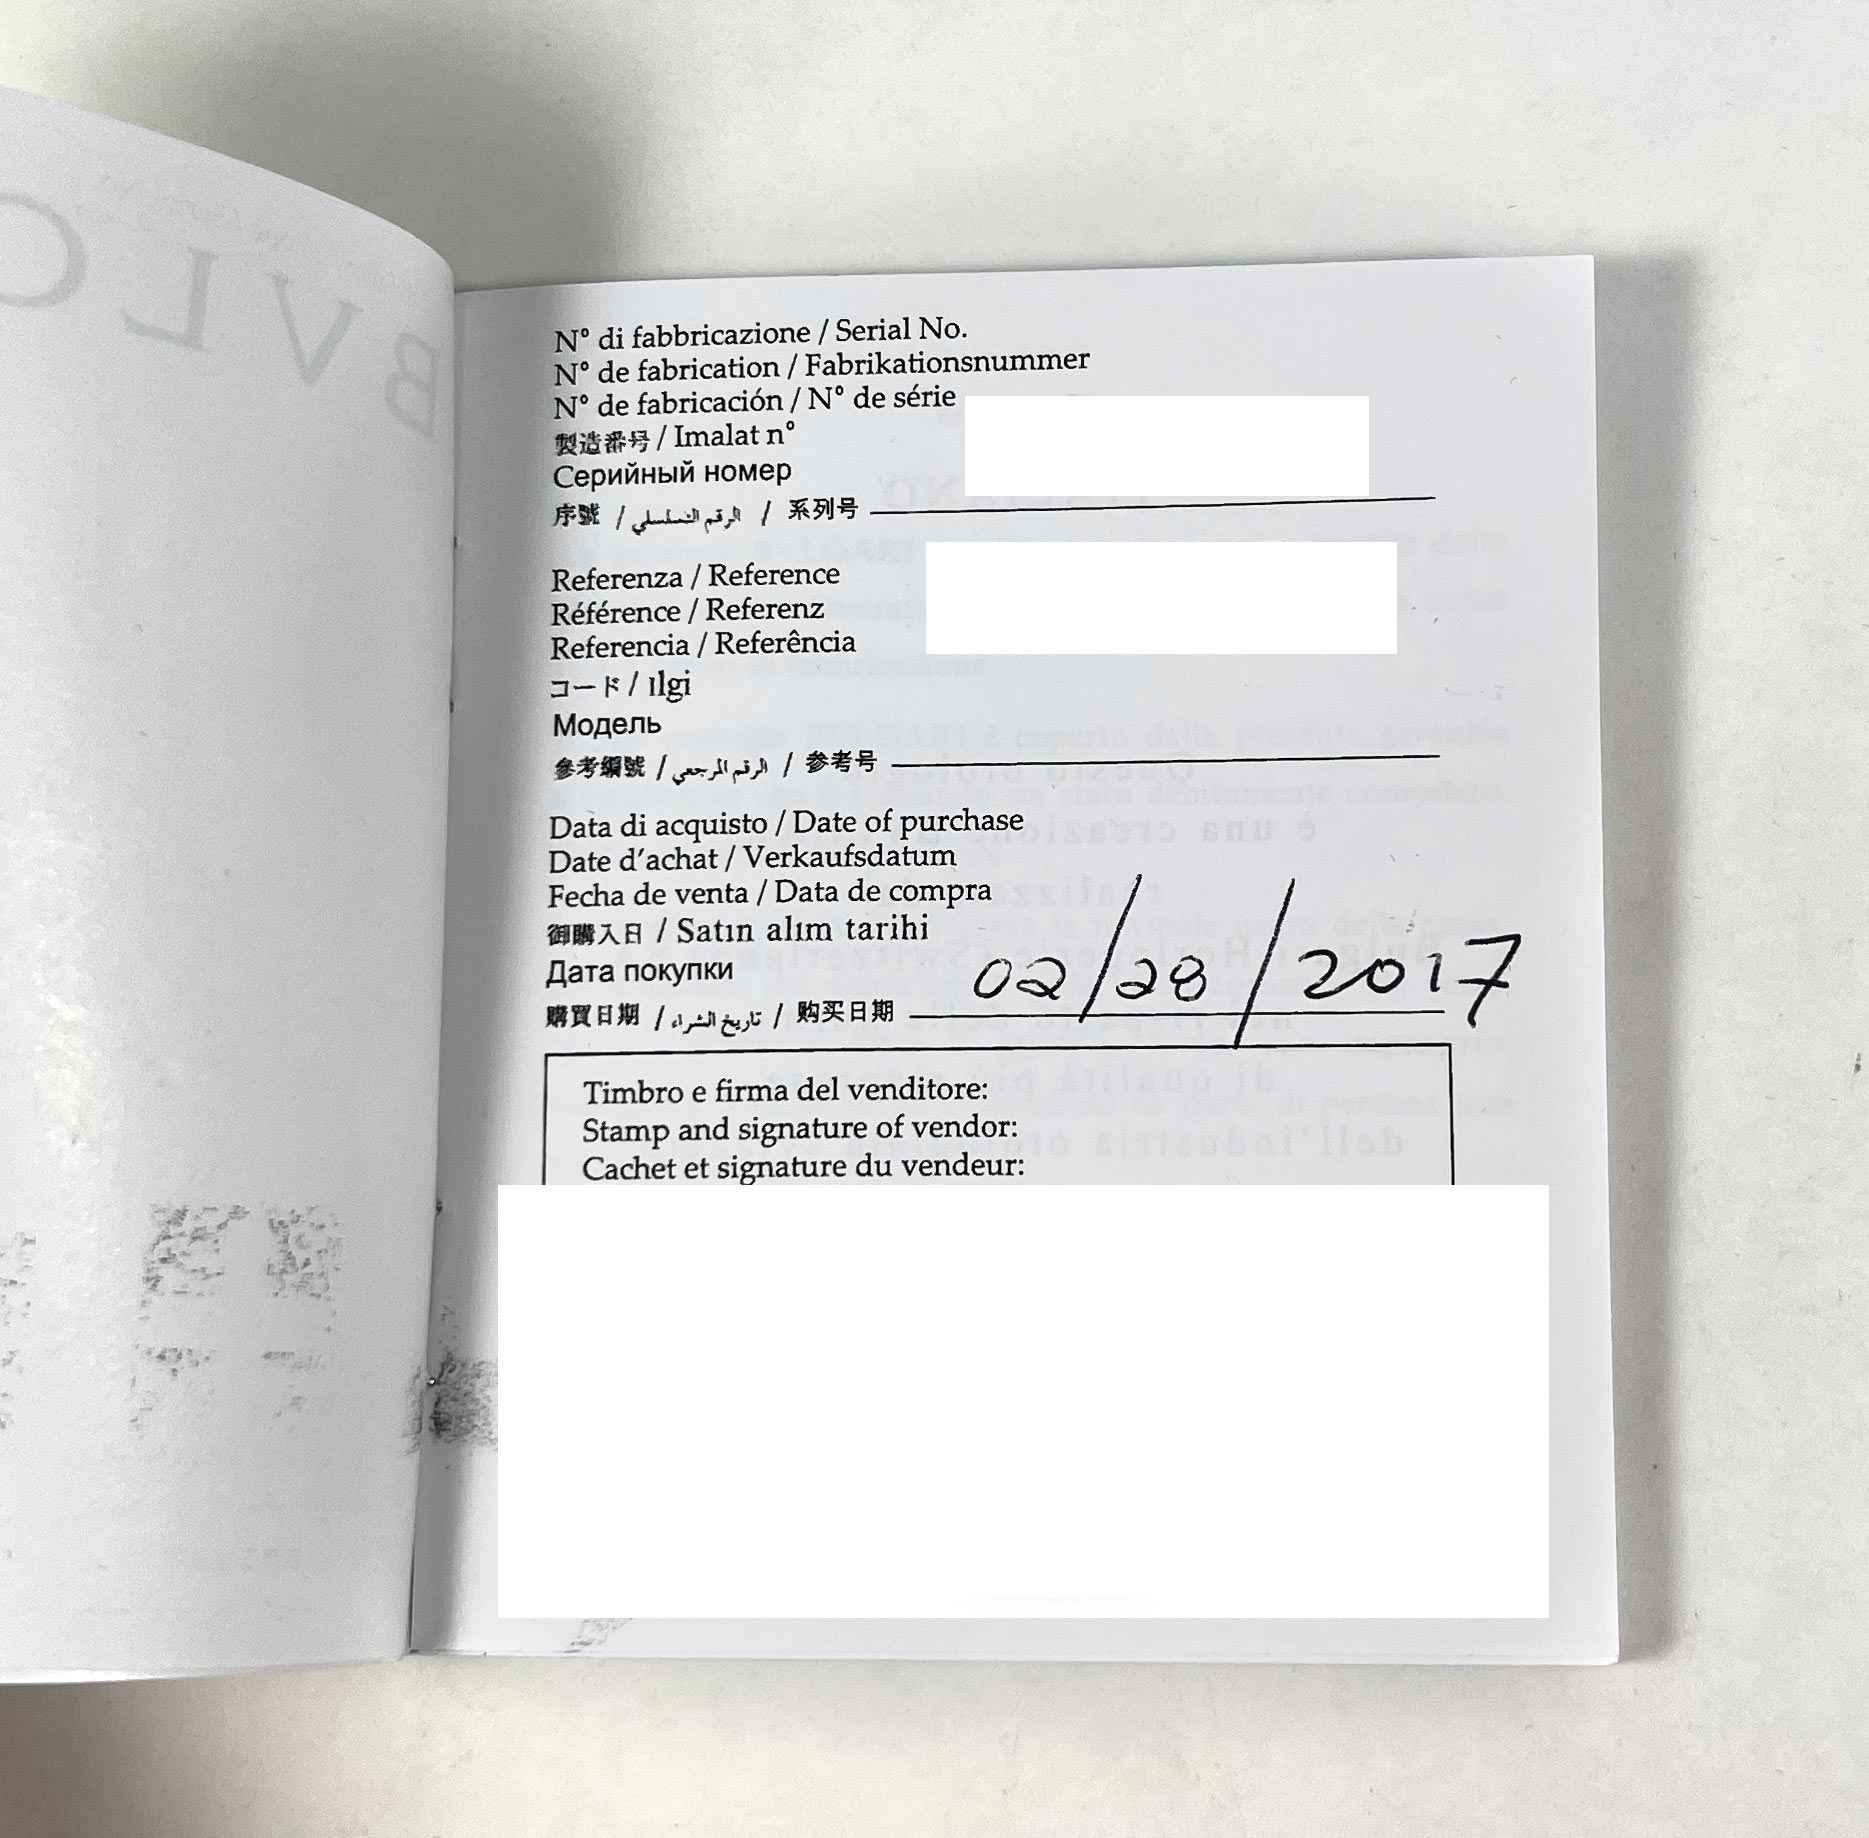 BVLG
N° di fabbricazione / Serial No.
N° de fabrication / Fabrikationsnummer
N° de fabricación / N° de série
製造番号 / Imalat n°
Серийный номер
序號 / الرقم التسلسلي / 系列号
Referenza / Reference
Référence / Referenz
Referencia / Referência
コード / ılgi
Модель
參考編號 / الرقم المرجعي / 参考号
Data di acquisto / Date of purchase
Date d'achat / Verkaufsdatum
Fecha de venta / Data de compra
御購入日 / Satın alım tarihi
Дата покупки
購買日期 / تاريخ الشراء / 购买日期 02/28/2017
Timbro e firma del venditore:
Stamp and signature of vendor:
Cachet et signature du vendeur: